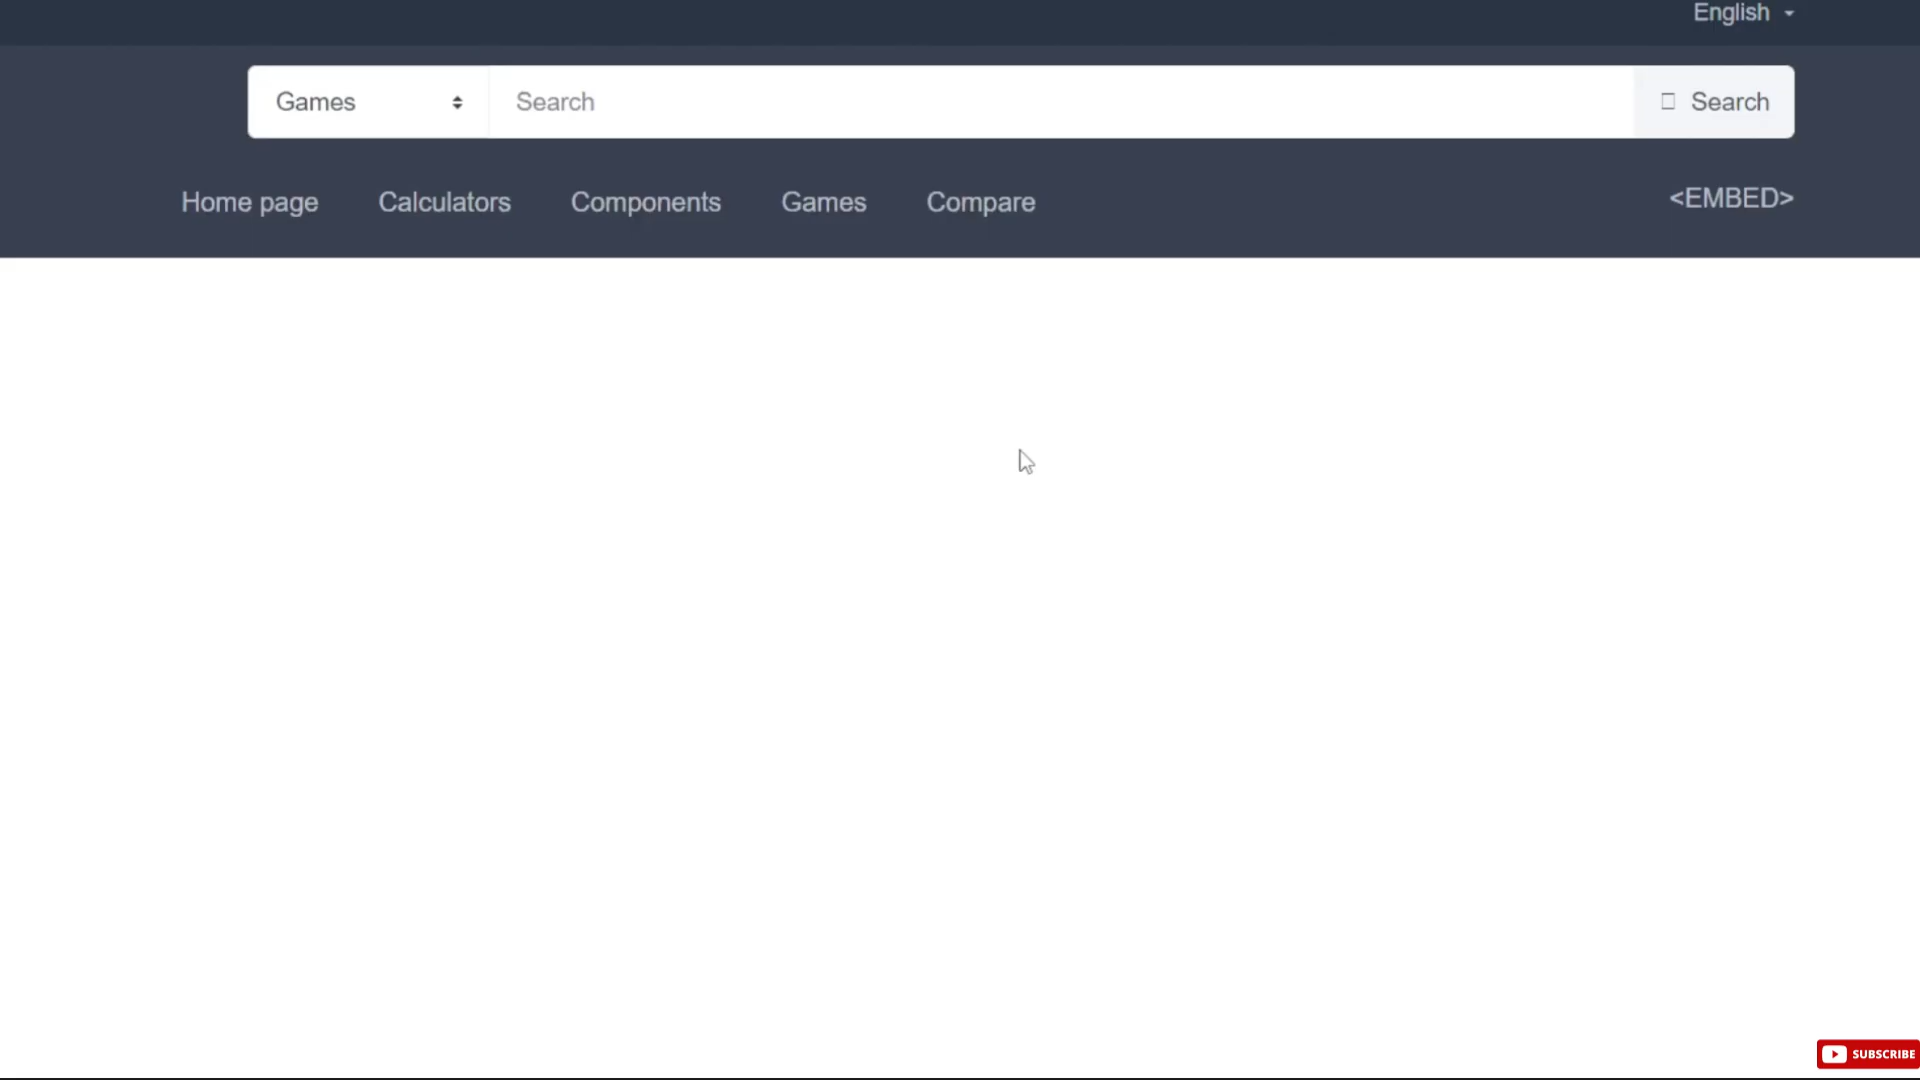 English
Games Search Search
Home page Calculators Components Games Compare <EMBED>
SUBSCRIBE